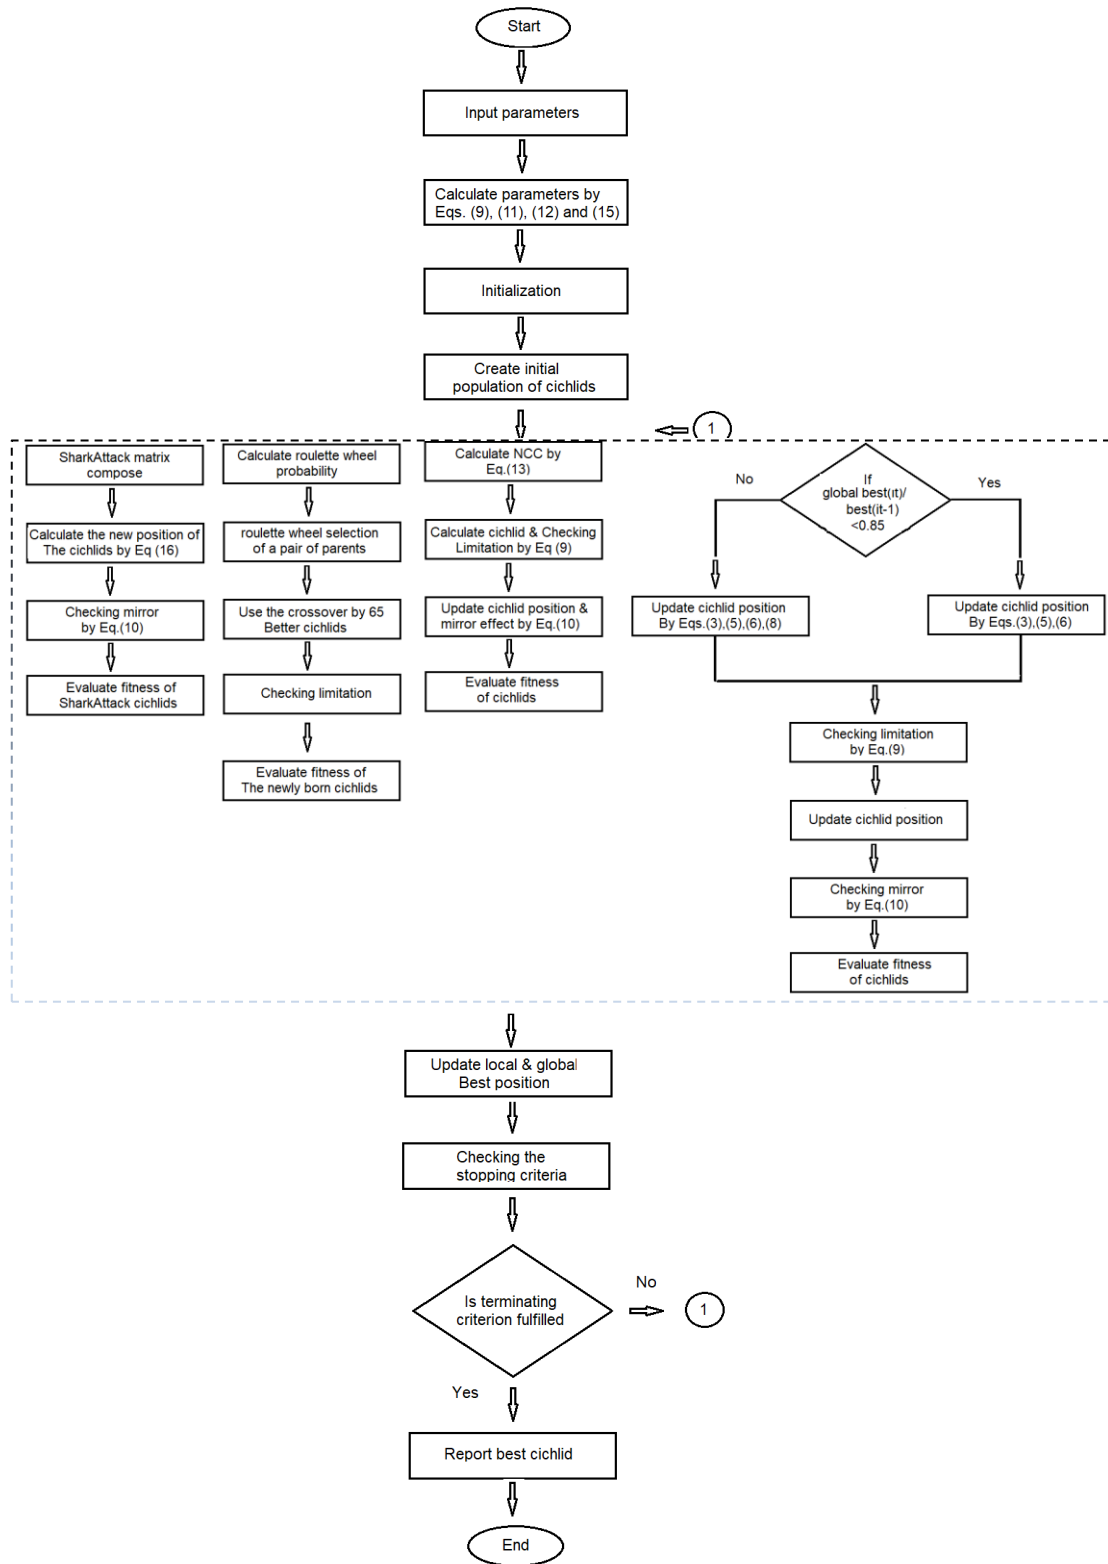 Start
Input parameters
Calculate parameters by
Eqs. (9), (11), (12) and (15)
Initialization
Create initial
population of cichlids
1
SharkAttack matrix
compose
Calculate the new position of
The cichlids by Eq (16)
Checking mirror
by Eq.(10)
Evaluate fitness of
SharkAttack cichlids
Calculate roulette wheel
probability
roulette wheel selection
of a pair of parents
Use the crossover by 65
Better cichlids
Checking limitation
Evaluate fitness of
The newly born cichlids
Calculate NCC by
Eq.(13)
Calculate cichlid & Checking
Limitation by Eq (9)
Update cichlid position &
mirror effect by Eq.(10)
Evaluate fitness
of cichlids
If
global best(it)/
best(it-1)
<0.85
No
Yes
Update cichlid position
By Eqs.(3),(5),(6),(8)
Update cichlid position
By Eqs.(3),(5),(6)
Checking limitation
by Eq.(9)
Update cichlid position
Checking mirror
by Eq.(10)
Evaluate fitness
of cichlids
Update local & global
Best position
Checking the
stopping criteria
Is terminating
criterion fulfilled
No
1
Yes
Report best cichlid
End